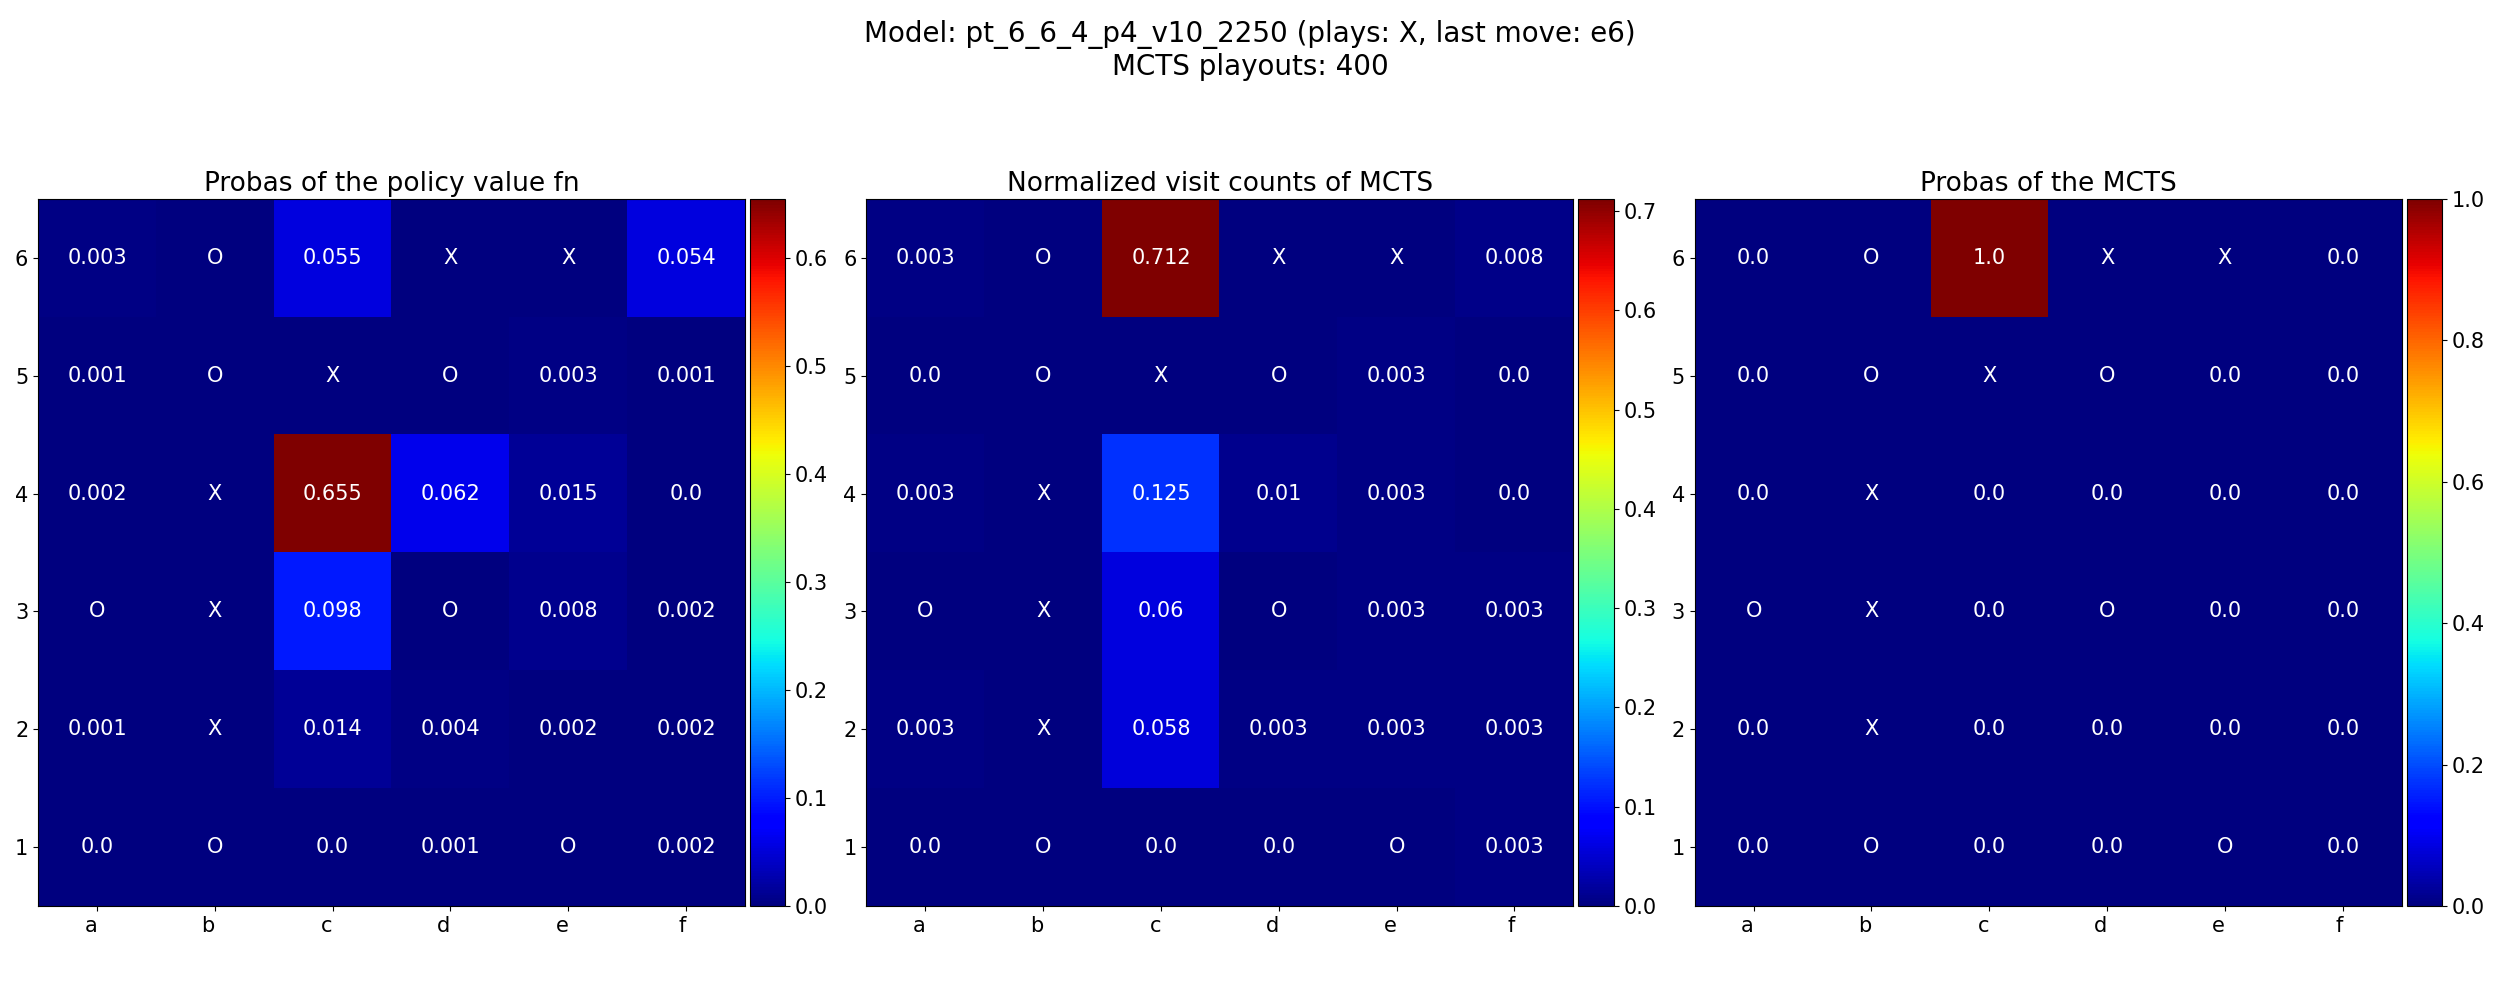 Model: pt_6_6_4_p4_v10_2250 (plays: X, last move: e6)
MCTS playouts: 400
Probas of the policy value fn
6 0.003 O 0.055 X X 0.054
5 0.001 O X O 0.003 0.001
4 0.002 X 0.655 0.062 0.015 0.0
3 O X 0.098 O 0.008 0.002
2 0.001 X 0.014 0.004 0.002 0.002
1 0.0 O 0.0 0.001 O 0.002
a b c d e f
0.6
0.5
0.4
0.3
0.2
0.1
0.0
Normalized visit counts of MCTS
6 0.003 O 0.712 X X 0.008
5 0.0 O X O 0.003 0.0
4 0.003 X 0.125 0.01 0.003 0.0
3 O X 0.06 O 0.003 0.003
2 0.003 X 0.058 0.003 0.003 0.003
1 0.0 O 0.0 0.0 O 0.003
a b c d e f
0.7
0.6
0.5
0.4
0.3
0.2
0.1
0.0
Probas of the MCTS
6 0.0 O 1.0 X X 0.0
5 0.0 O X O 0.0 0.0
4 0.0 X 0.0 0.0 0.0 0.0
3 O X 0.0 O 0.0 0.0
2 0.0 X 0.0 0.0 0.0 0.0
1 0.0 O 0.0 0.0 O 0.0
a b c d e f
1.0
0.8
0.6
0.4
0.2
0.0